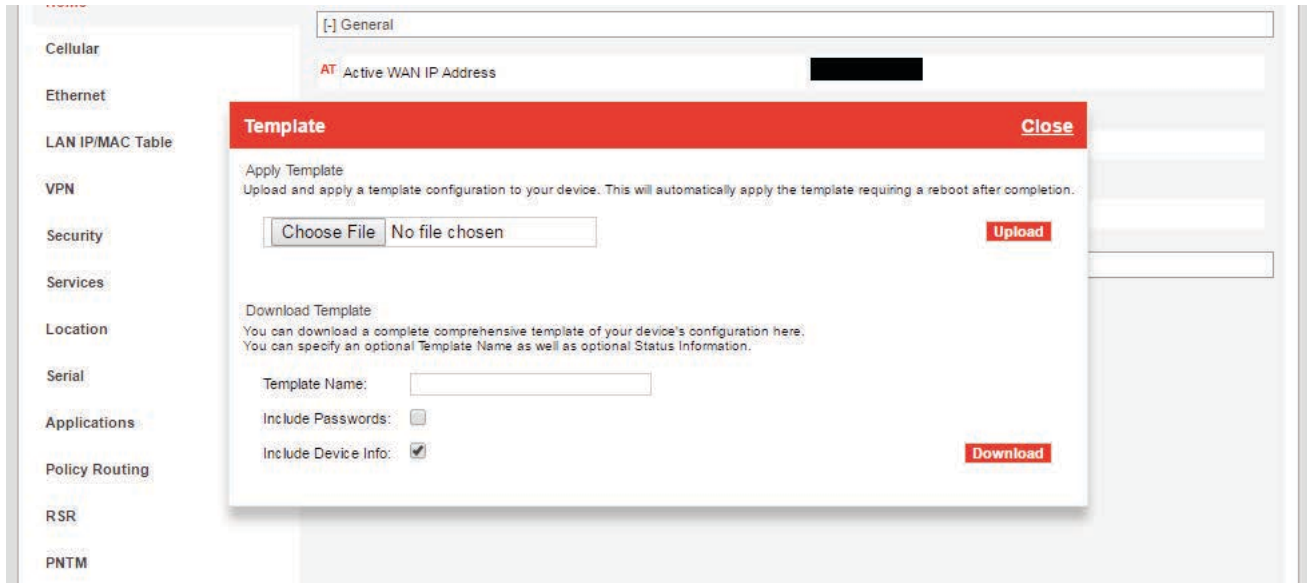 Home
[-] General
Cellular
AT Active WAN IP Address
Ethernet
LAN IP/MAC Table
VPN
Security
Services
Location
Serial
Applications
Policy Routing
RSR
PNTM
Template
Close
Apply Template
Upload and apply a template configuration to your device. This will automatically apply the template requiring a reboot after completion.
Choose File No file chosen
Upload
Download Template
You can download a complete comprehensive template of your device's configuration here.
You can specify an optional Template Name as well as optional Status Information.
Template Name:
Include Passwords:
Include Device Info:
Download